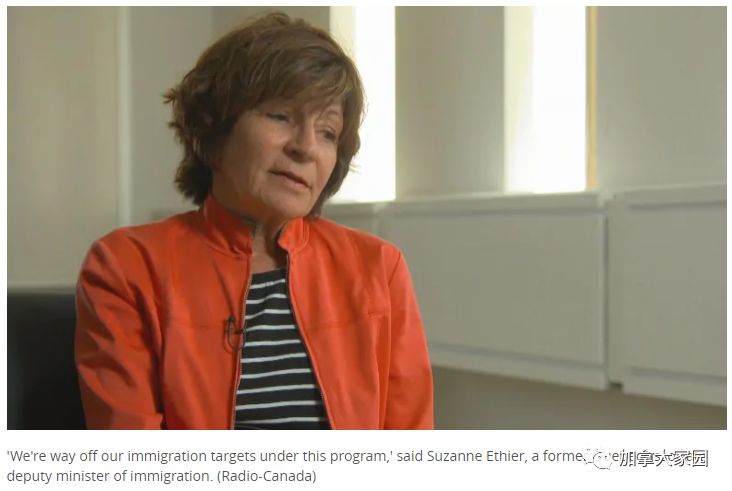 'We're way off our immigration targets under this program,' said Suzanne Ethier, a former
deputy minister of immigration. (Radio-Canada)
加拿大家园